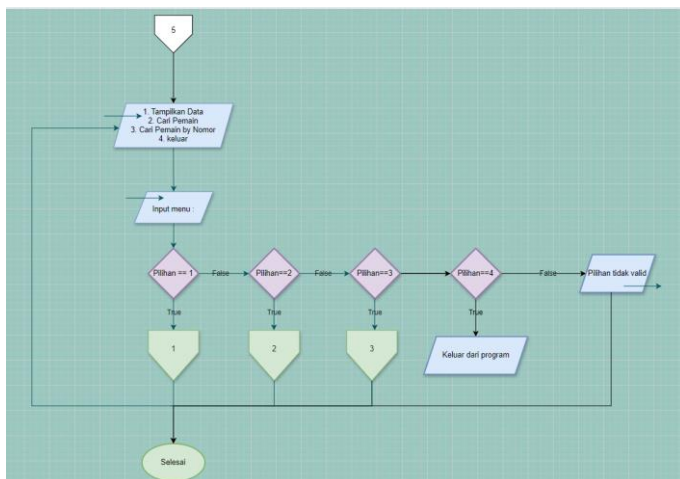 5
1. Tampilkan Data
2. Cari Pemain
3. Cari Pemain by Nomor
4. keluar
Input menu :
Pilihan == 1
False
Pilihan==2
False
Pilihan==3
Pilihan==4
False
Pilihan tidak valid
True
True
True
True
1
2
3
Keluar dari program
Selesai